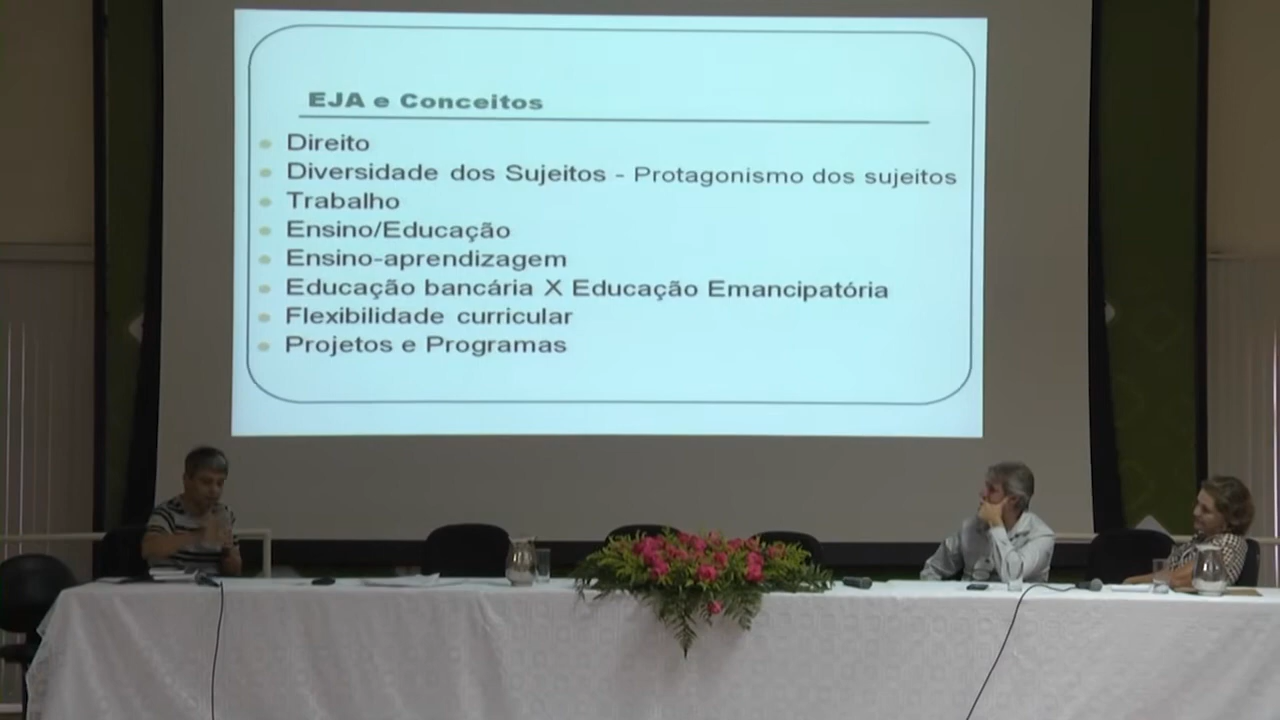 EJA e Conceitos
Direito
Diversidade dos Sujeitos - Protagonismo dos sujeitos
Trabalho
Ensino/Educação
Ensino-aprendizagem
Educação bancária X Educação Emancipatória
Flexibilidade curricular
Projetos e Programas